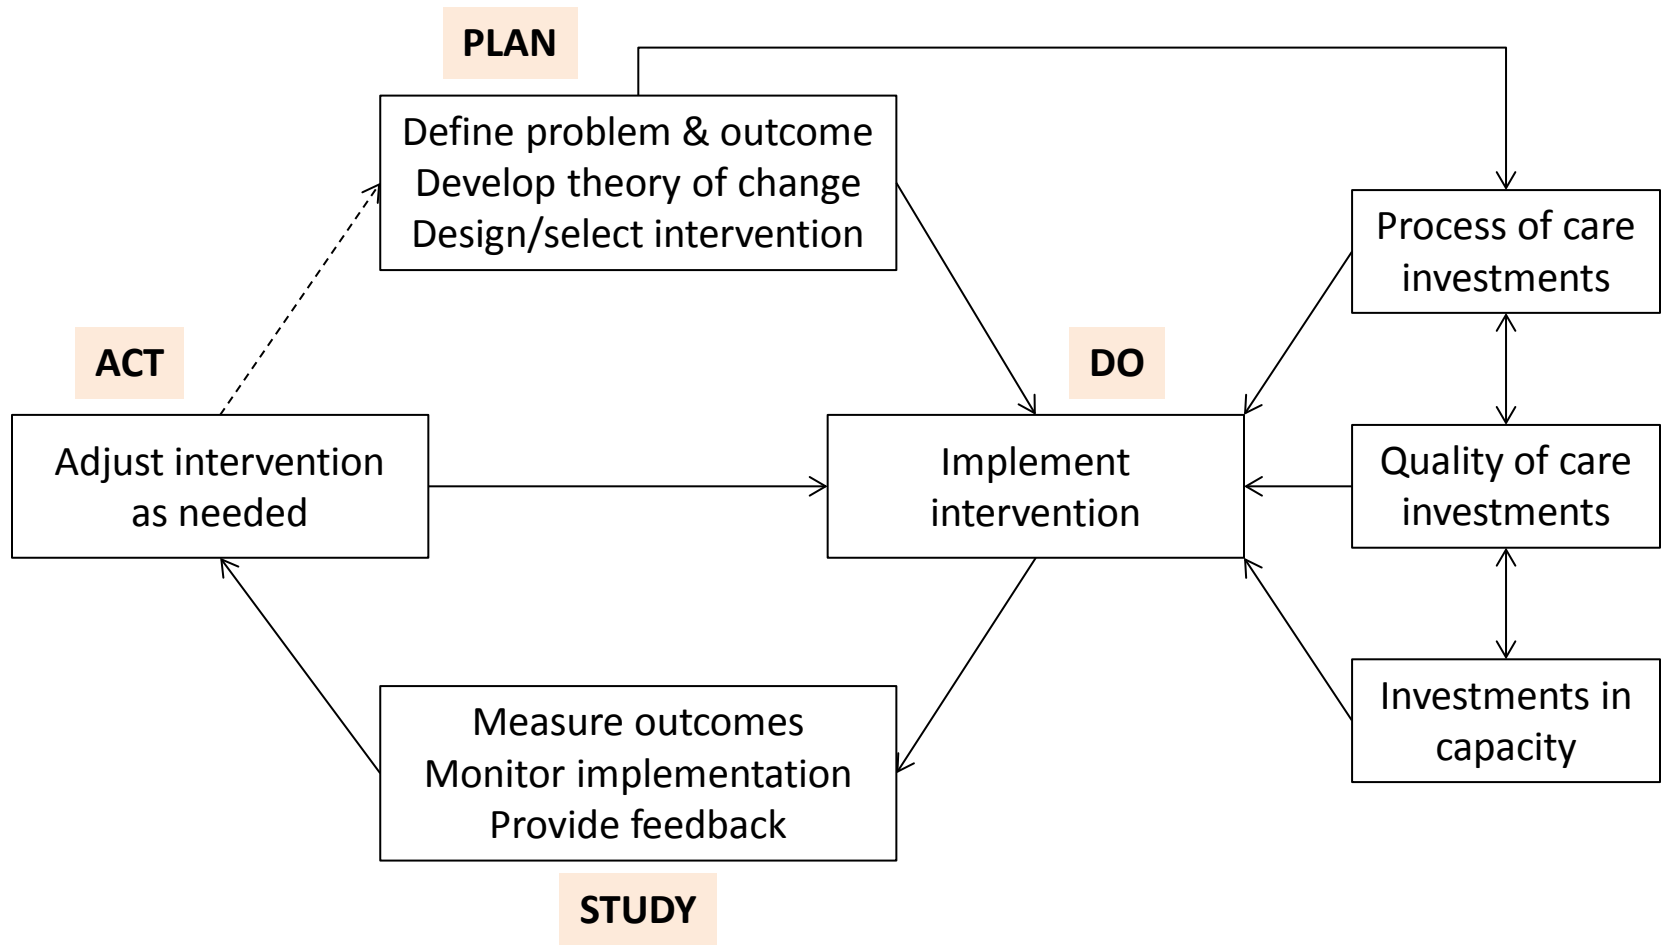 PLAN
Define problem & outcome
Develop theory of change
Design/select intervention
Process of care
investments
ACT
DO
Adjust intervention
as needed
Implement
intervention
Quality of care
investments
Measure outcomes
Monitor implementation
Provide feedback
Investments in
capacity
STUDY